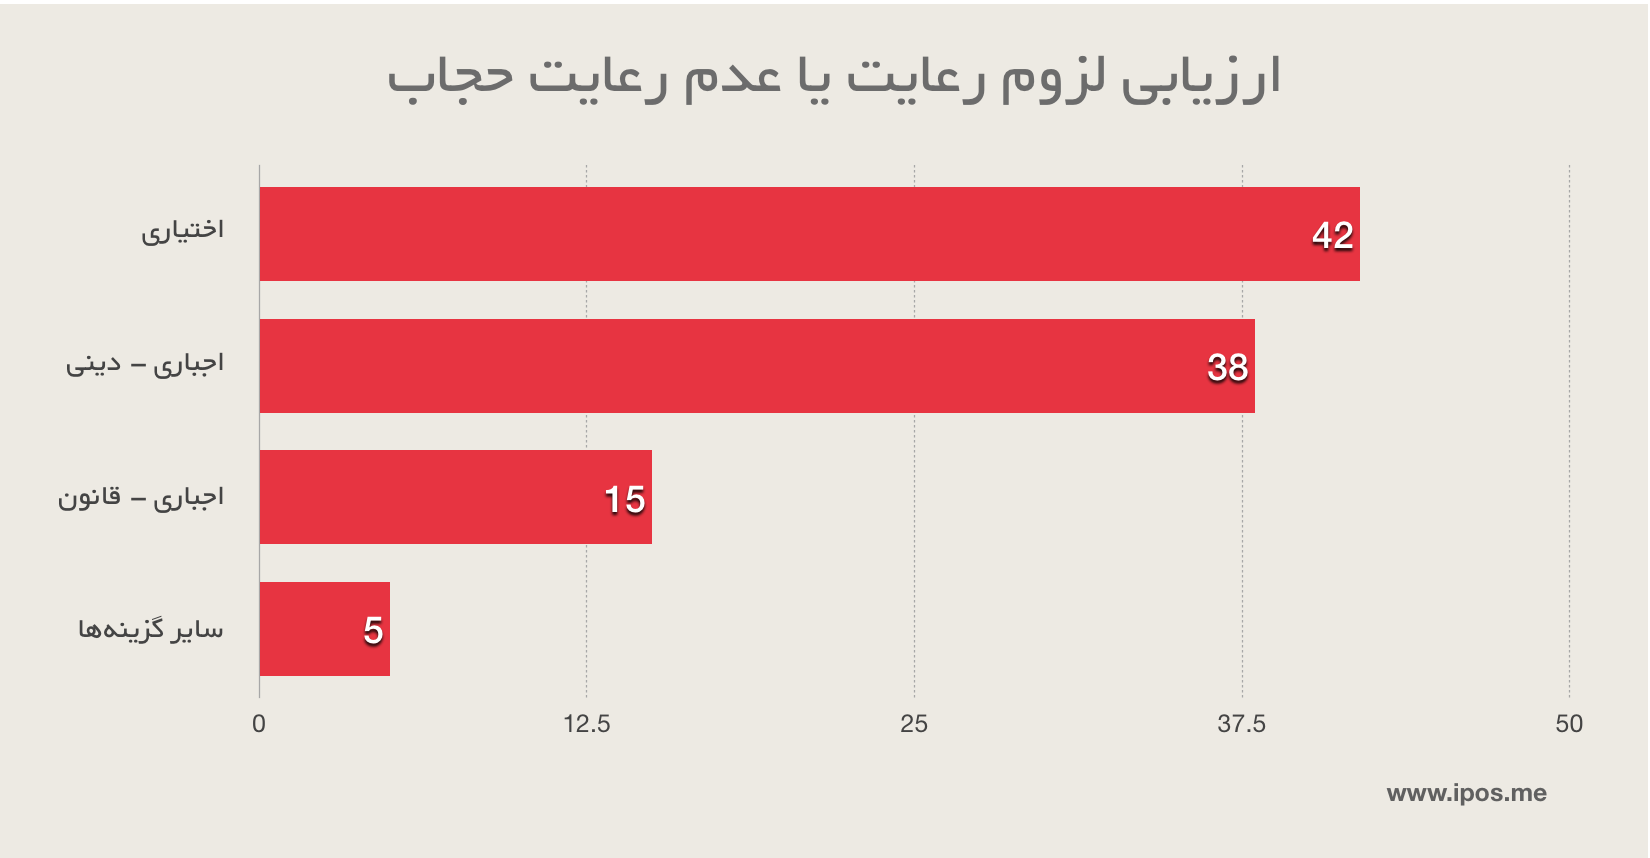 ارزیابی لزوم رعایت یا عدم رعایت حجاب
اختیاری
42
اجباری – دینی
38
اجباری – قانون
15
سایر گزینه‌ها
5
0 12.5 25 37.5 50
www.ipos.me